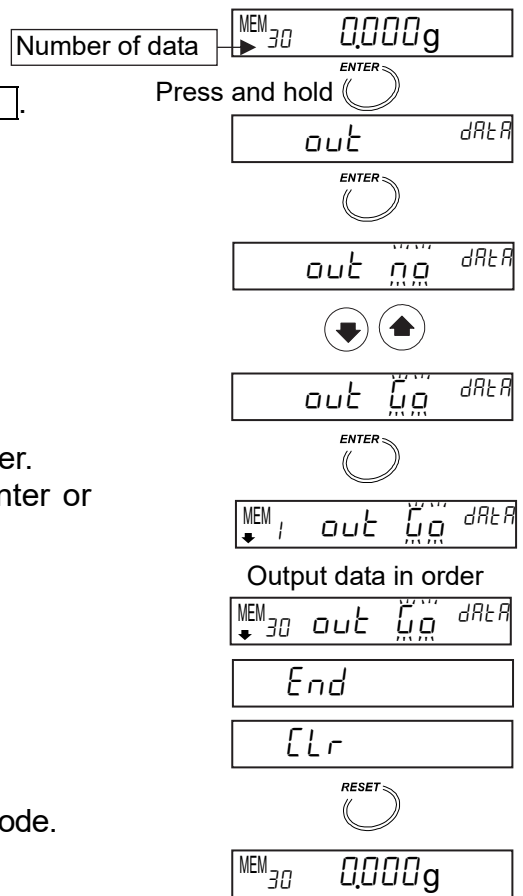 MEM 30 0.000g
Number of data
ENTER
Press and hold
.
out dAtA
ENTER
out no dAtA
out Go dAtA
ENTER
er.
nter or
MEM 1 out Go dAtA
Output data in order
MEM 30 out Go dAtA
End
CLr
RESET
ode.
MEM 30 0.000g